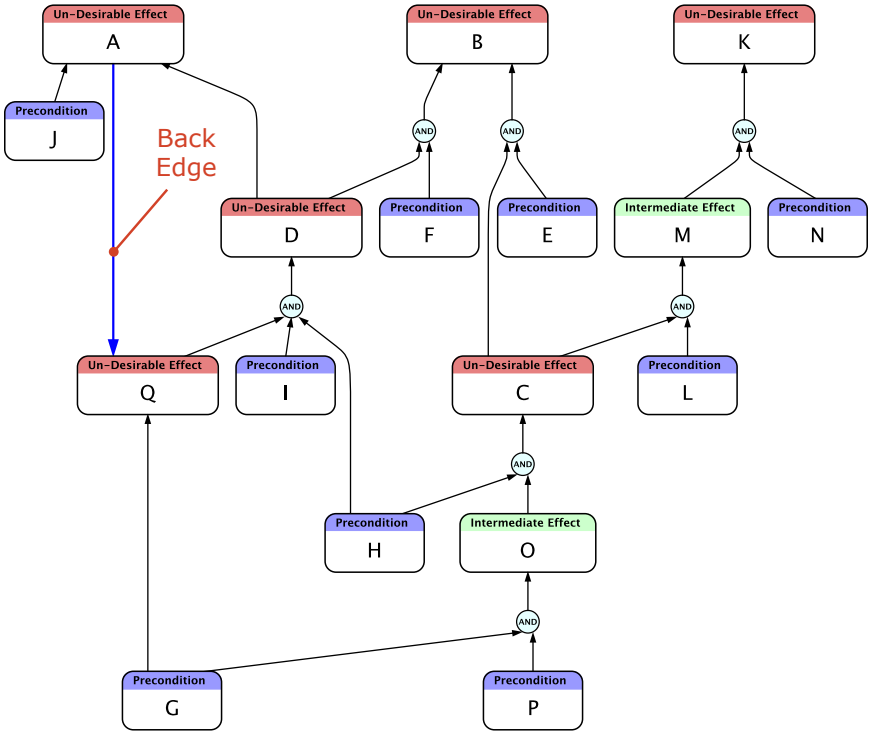 Un-Desirable Effect
A
Un-Desirable Effect
B
Un-Desirable Effect
K
Precondition
J
Back
Edge
AND
AND
AND
Un-Desirable Effect
D
Precondition
F
Precondition
E
Intermediate Effect
M
Precondition
N
AND
AND
Un-Desirable Effect
Q
Precondition
I
Un-Desirable Effect
C
Precondition
L
AND
Precondition
H
Intermediate Effect
O
AND
Precondition
G
Precondition
P